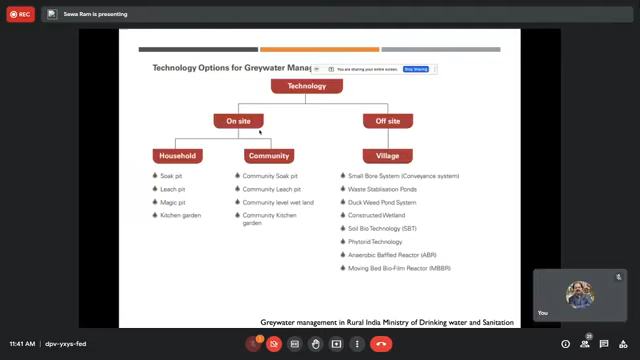 REC
Sewa Ram is presenting
Technology Options for Greywater Manag
You are sharing your entire screen.
Stop Sharing
Technology
On site
Off site
Household
Community
Village
Soak pit
Leach pit
Magic pit
Kitchen garden
Community Soak pit
Community Leach pit
Community level wet land
Community Kitchen
garden
Small Bore System (Conveyance system)
Waste Stabilisation Ponds
Duck Weed Pond System
Constructed Wetland
Soil Bio Technology (SBT)
Phytorid Technology
Anaerobic Baffled Reactor (ABR)
Moving Bed Bio-Film Reactor (MBBR)
Greywater management in Rural India Ministry of Drinking water and Sanitation
You
11:41 AM | dpv-yxys-fed